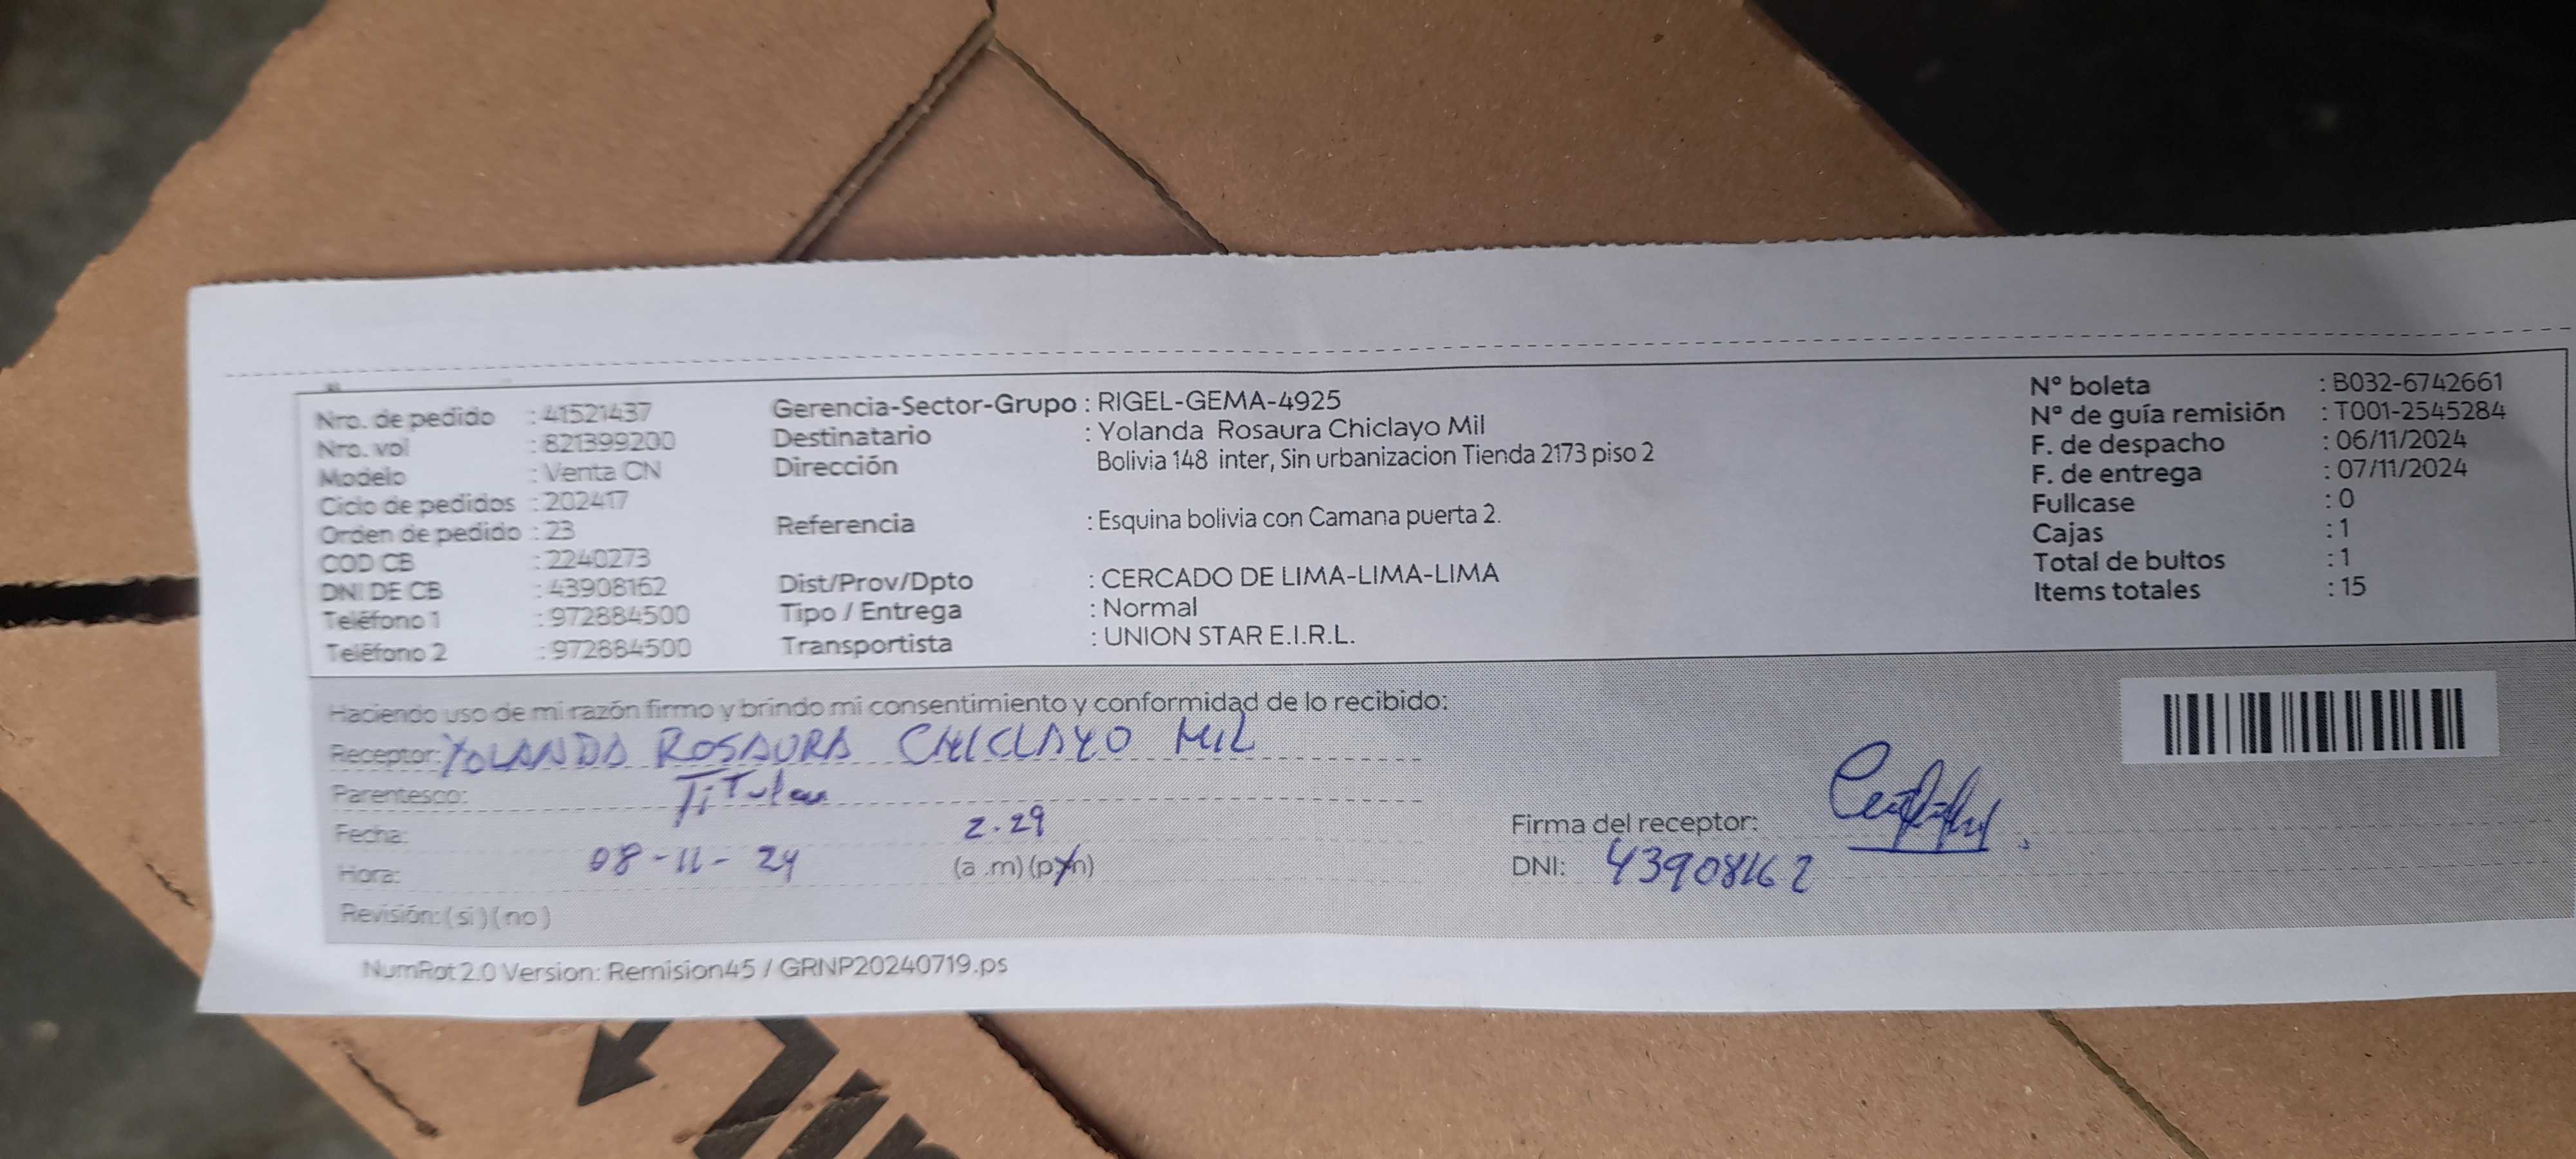 Nro. de pedido : 41521437
Nro. vol : 821399200
Modelo : Venta CN
Ciclo de pedidos : 202417
Orden de pedido : 23
COD CB : 2240273
DNI DE CB : 43908162
Teléfono 1 : 972884500
Teléfono 2 : 972884500
Gerencia-Sector-Grupo : RIGEL-GEMA-4925
Destinatario : Yolanda Rosaura Chiclayo Mil
Dirección Bolivia 148 inter, Sin urbanizacion Tienda 2173 piso 2
Referencia : Esquina bolivia con Camana puerta 2.
Dist/Prov/Dpto : CERCADO DE LIMA-LIMA-LIMA
Tipo / Entrega : Normal
Transportista : UNION STAR E.I.R.L.
N° boleta : B032-6742661
N° de guía remisión : T001-2545284
F. de despacho : 06/11/2024
F. de entrega : 07/11/2024
Fullcase : 0
Cajas : 1
Total de bultos : 1
Items totales : 15
Haciendo uso de mi razón firmo y brindo mi consentimiento y conformidad de lo recibido:
Receptor: YOLANDA ROSAURA CHICLAYO MIL
Parentesco: Titular
Fecha: 2.29
Hora: 08-11-24 (a .m) (p.m)
Revisión: ( si ) ( no )
Firma del receptor:
DNI: 43908162
NumRot 2.0 Version: Remision45 / GRNP20240719.ps